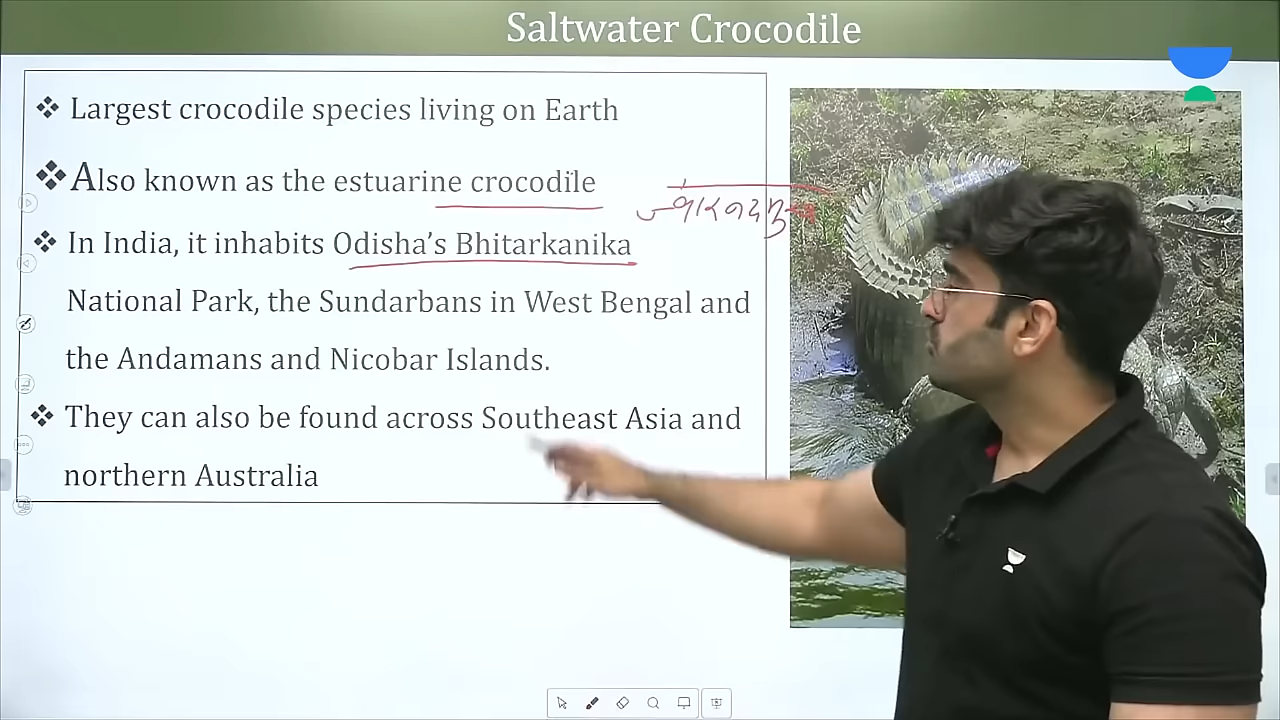 Saltwater Crocodile
❖ Largest crocodile species living on Earth
❖ Also known as the estuarine crocodile
❖ In India, it inhabits Odisha’s Bhitarkanika
National Park, the Sundarbans in West Bengal and
the Andamans and Nicobar Islands.
❖ They can also be found across Southeast Asia and
northern Australia